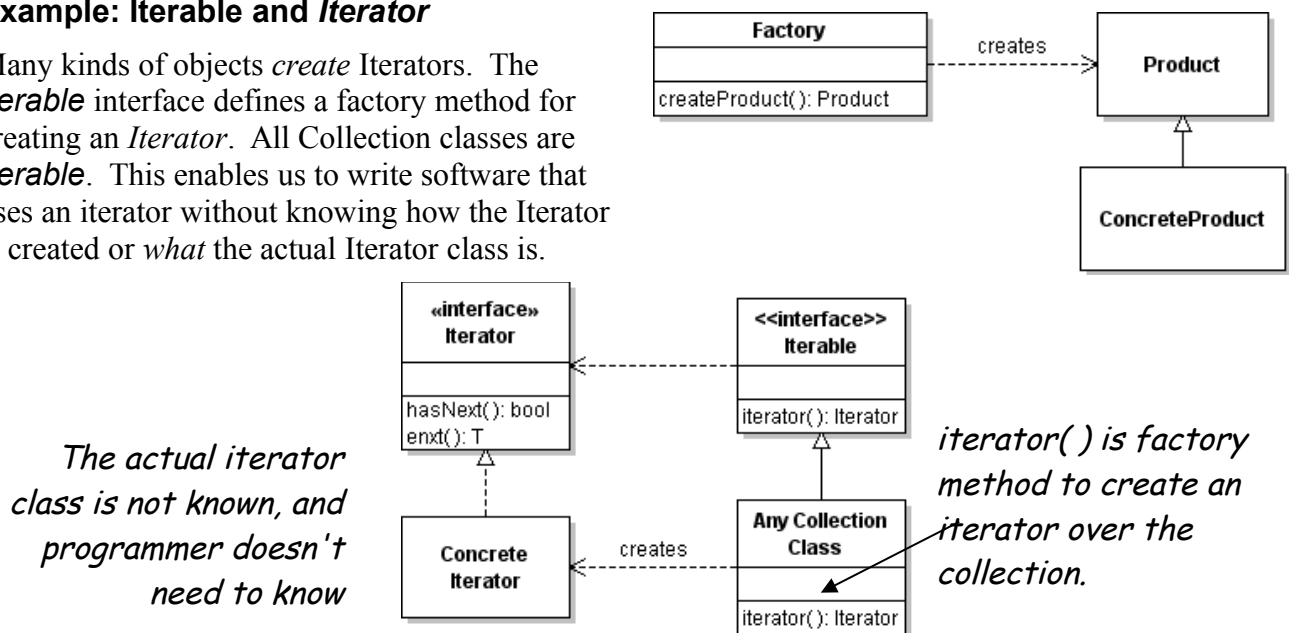 xample: Iterable and Iterator
any kinds of objects create Iterators. The
erable interface defines a factory method for
reating an Iterator. All Collection classes are
erable. This enables us to write software that
ses an iterator without knowing how the Iterator
created or what the actual Iterator class is.
Factory
createProduct(): Product
creates
Product
ConcreteProduct
«interface»
Iterator
hasNext(): bool
enxt(): T
<<interface>>
Iterable
iterator(): Iterator
The actual iterator
class is not known, and
programmer doesn't
need to know
Concrete
Iterator
creates
Any Collection
Class
iterator(): Iterator
iterator( ) is factory
method to create an
iterator over the
collection.